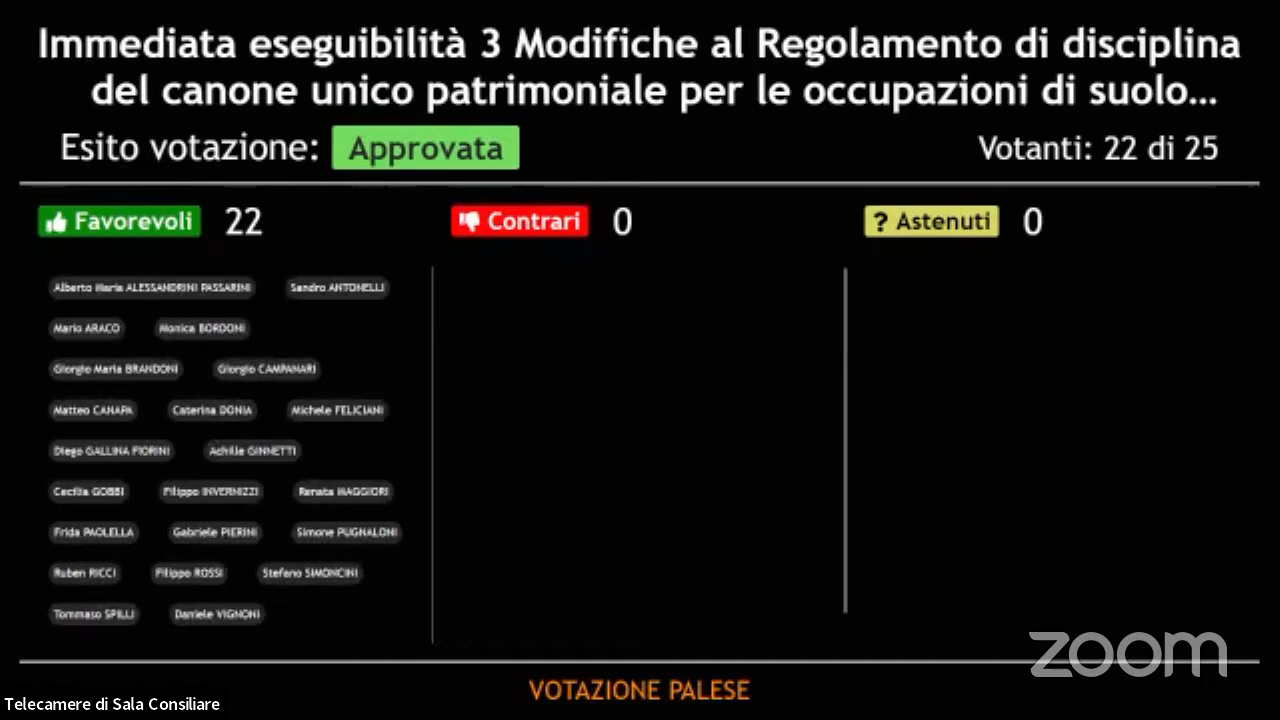 Immediata eseguibilità 3 Modifiche al Regolamento di disciplina
del canone unico patrimoniale per le occupazioni di suolo...
Esito votazione: Approvata Votanti: 22 di 25
Favorevoli 22 Contrari 0 ? Astenuti 0
Alberto Maria ALESSANDRINI PASSARINI Sandro ANTONELLI
Mario ARACO Monica BORDONI
Giorgio Maria BRANDONI Giorgio CAMPANARI
Matteo CANAPA Caterina DONIA Michele FELICIANI
Diego GALLINA FIORINI Achille GINNETTI
Cecilia GOBBI Filippo INVERNIZZI Renata MAGGIORI
Frida PAOLELLA Gabriele PIERINI Simone PUGNALONI
Ruben RICCI Filippo ROSSI Stefano SIMONCINI
Tommaso SPILLI Daniele VIGNONI
zoom
VOTAZIONE PALESE
Telecamere di Sala Consiliare